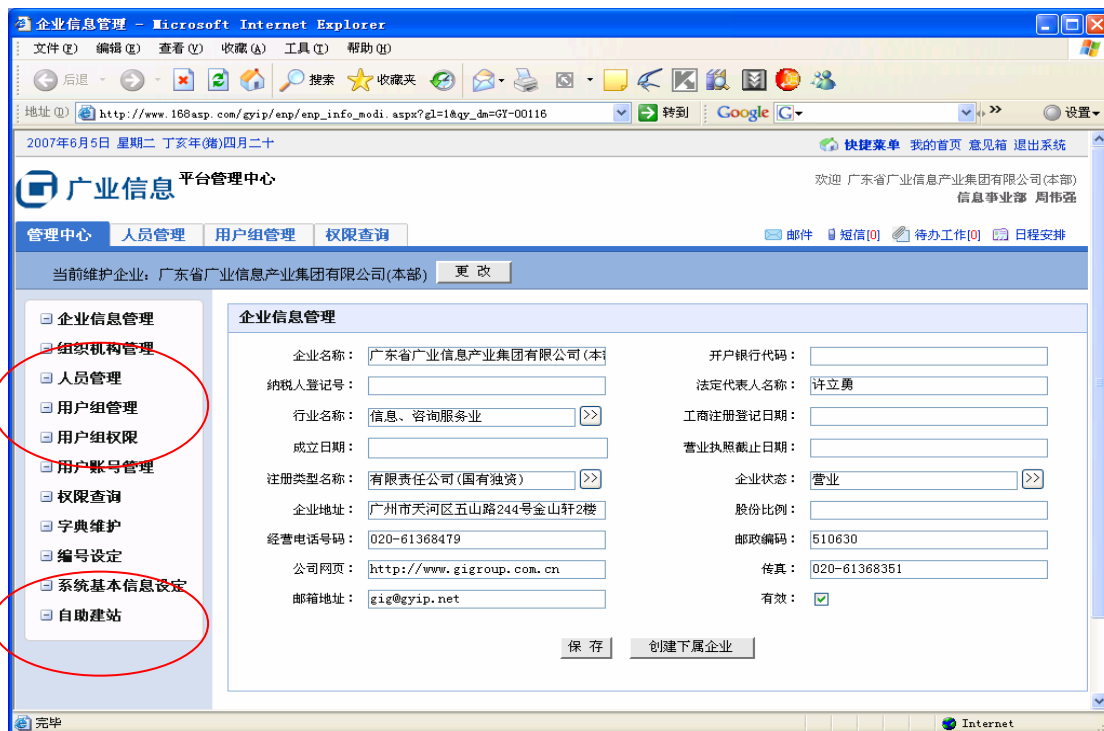 企业信息管理 - Microsoft Internet Explorer
文件(F) 编辑(E) 查看(V) 收藏(A) 工具(T) 帮助(H)
后退 搜索 收藏夹
地址(D) http://www.168asp.com/gyip/enp/enp_info_modi.aspx?gl=1&qy_dm=GY-00116 转到 Google G 设置
2007年6月5日 星期二 丁亥年(猪)四月二十 快捷菜单 我的首页 意见箱 退出系统
广业信息 平台管理中心 欢迎 广东省广业信息产业集团有限公司(本部)
信息事业部 周伟强
管理中心 人员管理 用户组管理 权限查询 邮件 短信[0] 待办工作[0] 日程安排
当前维护企业：广东省广业信息产业集团有限公司(本部) 更 改
企业信息管理
组织机构管理
人员管理
用户组管理
用户组权限
用户账号管理
权限查询
字典维护
编号设定
系统基本信息设定
自助建站
企业信息管理
企业名称： 广东省广业信息产业集团有限公司(本 开户银行代码：
纳税人登记号： 法定代表人名称： 许立勇
行业名称： 信息、咨询服务业 >> 工商注册登记日期：
成立日期： 营业执照截止日期：
注册类型名称： 有限责任公司(国有独资) >> 企业状态： 营业 >>
企业地址： 广州市天河区五山路244号金山轩2楼 股份比例：
经营电话号码： 020-61368479 邮政编码： 510630
公司网页： http://www.gigroup.com.cn 传真： 020-61368351
邮箱地址： gig@gyip.net 有效：
保 存 创建下属企业
完毕 Internet